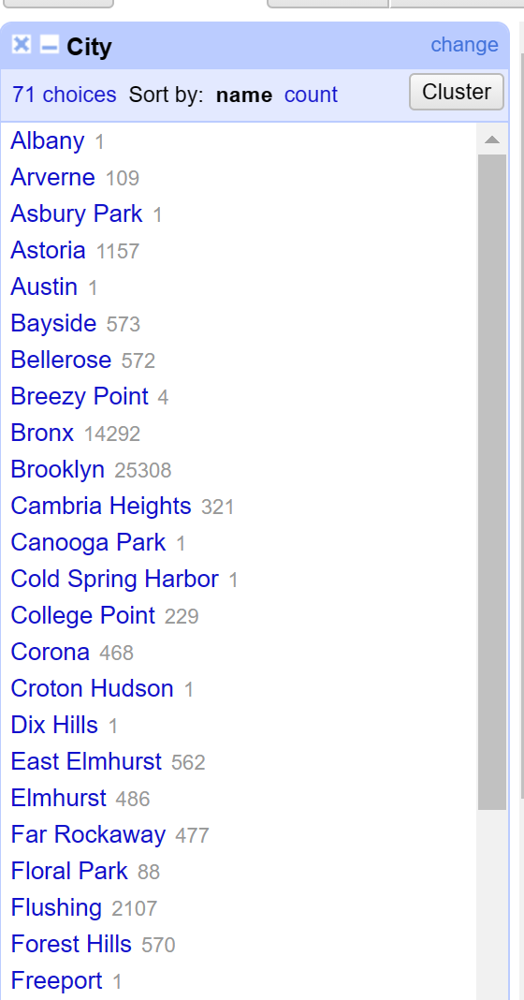 City change
71 choices Sort by: name count Cluster
Albany 1
Arverne 109
Asbury Park 1
Astoria 1157
Austin 1
Bayside 573
Bellerose 572
Breezy Point 4
Bronx 14292
Brooklyn 25308
Cambria Heights 321
Canooga Park 1
Cold Spring Harbor 1
College Point 229
Corona 468
Croton Hudson 1
Dix Hills 1
East Elmhurst 562
Elmhurst 486
Far Rockaway 477
Floral Park 88
Flushing 2107
Forest Hills 570
Freeport 1